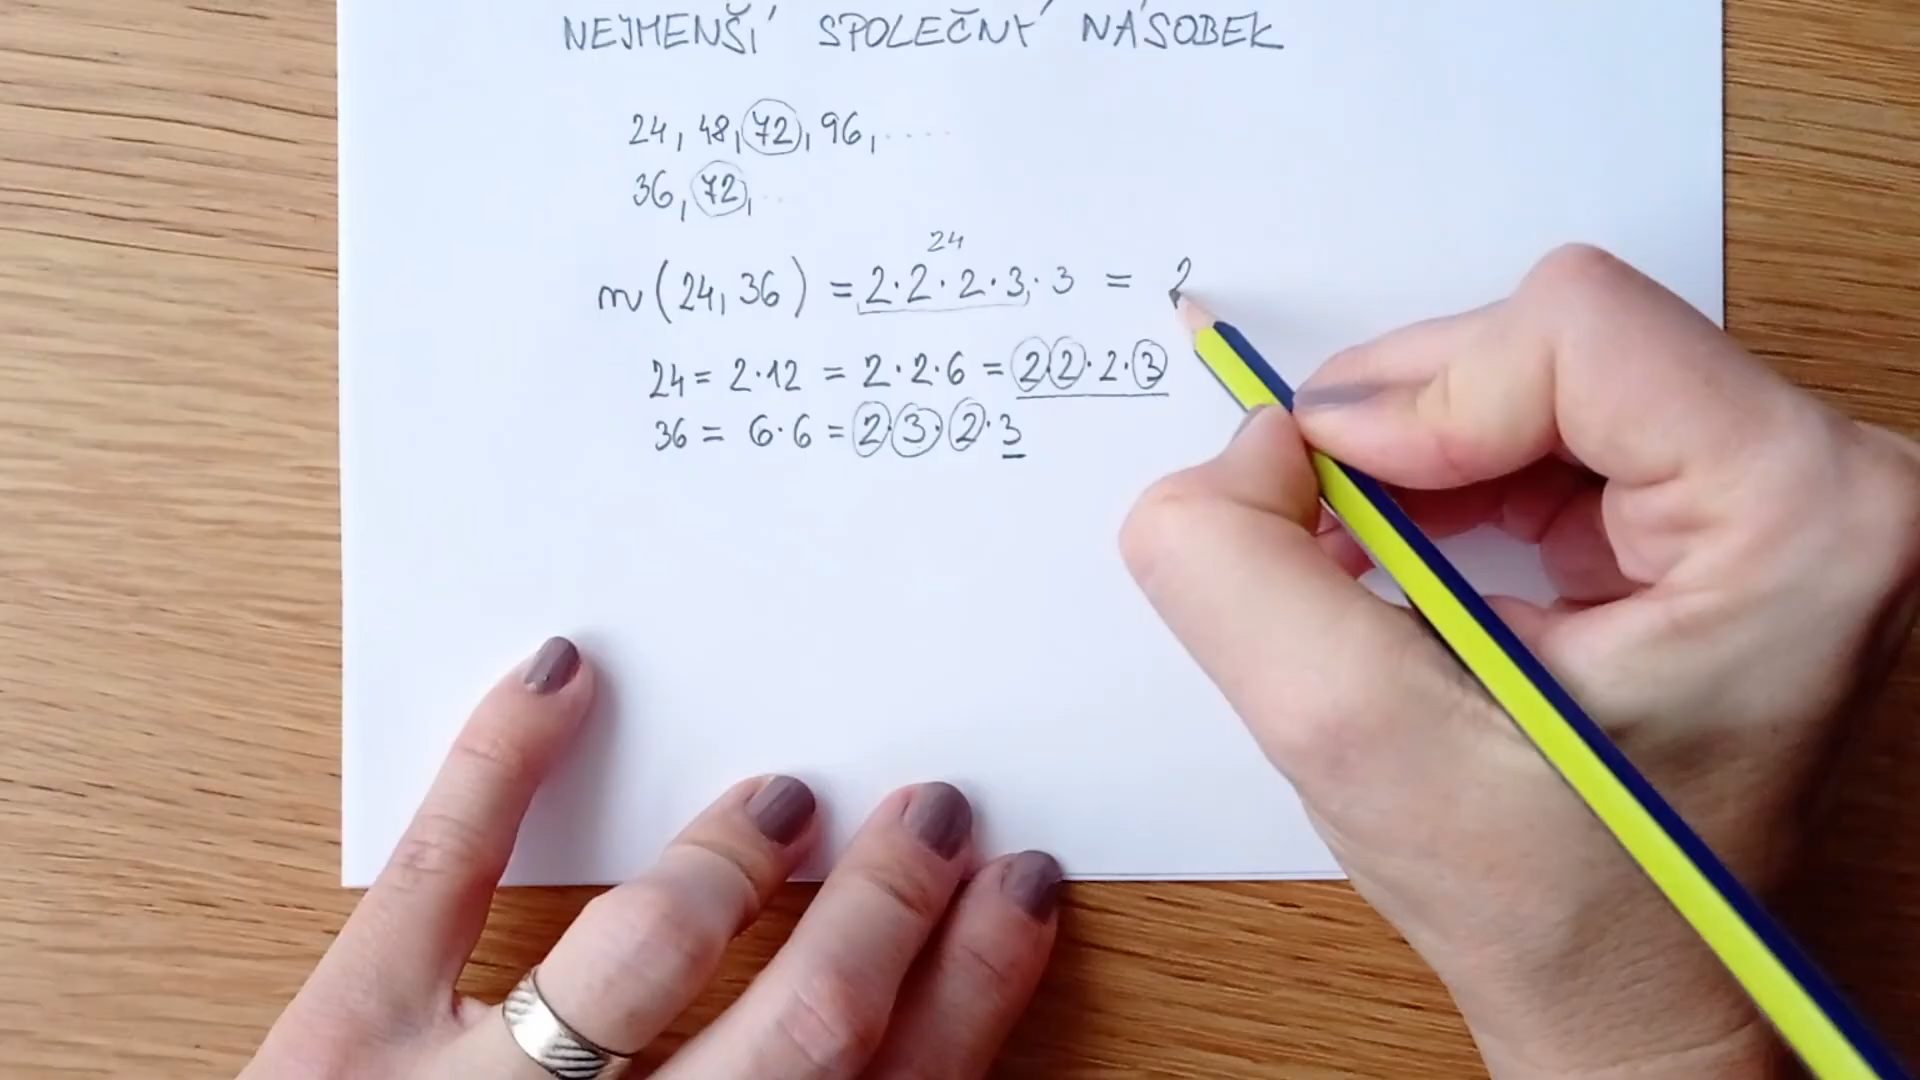 NEJMENŠÍ SPOLEČNÝ NÁSOBEK
24, 48, 72, 96, ....
36, 72, ..
24
m (24, 36) = 2·2·2·3·3 = 2
24 = 2·12 = 2·2·6 = 2·2·2·3
36 = 6·6 = 2·3·2·3